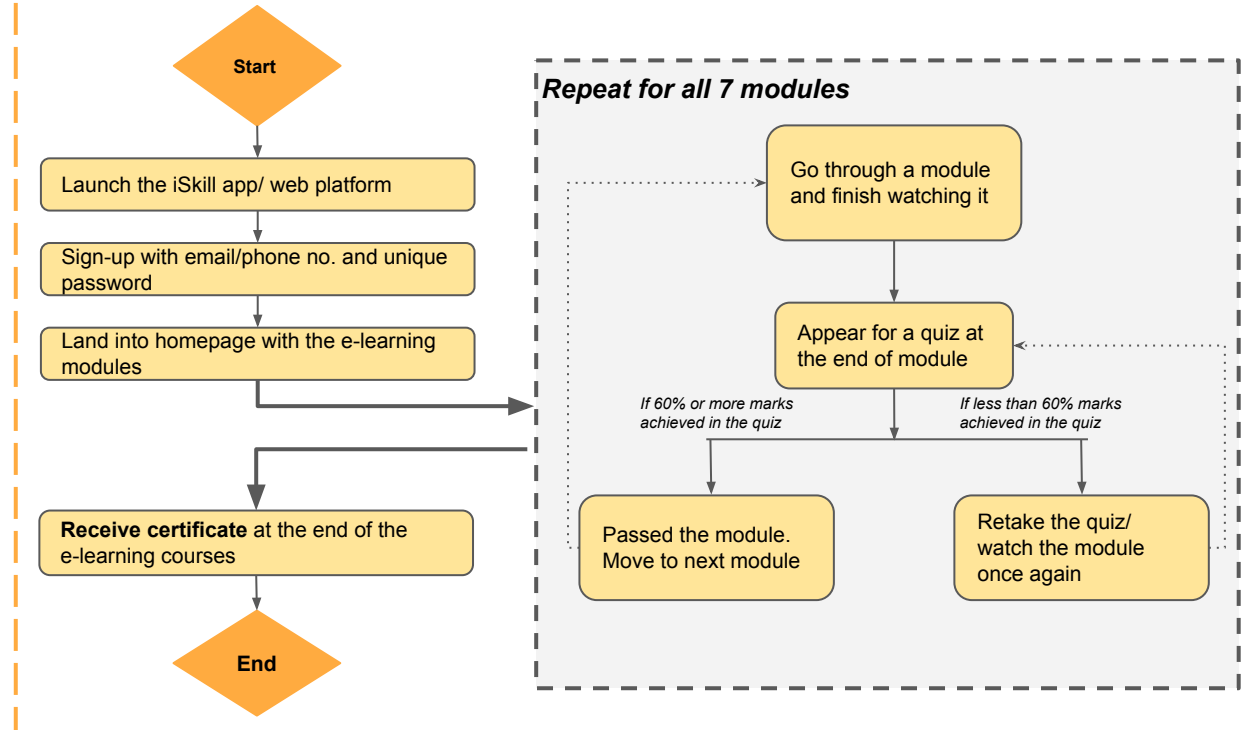 Start
Launch the iSkill app/ web platform
Sign-up with email/phone no. and unique
password
Land into homepage with the e-learning
modules
Receive certificate at the end of the
e-learning courses
End
Repeat for all 7 modules
Go through a module
and finish watching it
Appear for a quiz at
the end of module
If 60% or more marks
achieved in the quiz
If less than 60% marks
achieved in the quiz
Passed the module.
Move to next module
Retake the quiz/
watch the module
once again